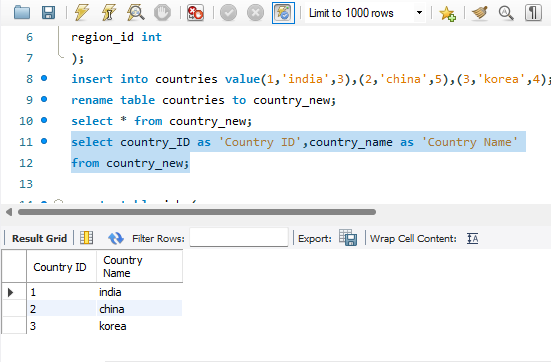 Limit to 1000 rows
6 region_id int
7 );
8 insert into countries value(1,'india',3),(2,'china',5),(3,'korea',4);
9 rename table countries to country_new;
10 select * from country_new;
11 select country_ID as 'Country ID',country_name as 'Country Name'
12 from country_new;
13
Result Grid Filter Rows: Export: Wrap Cell Content:
Country ID Country Name
1 india
2 china
3 korea